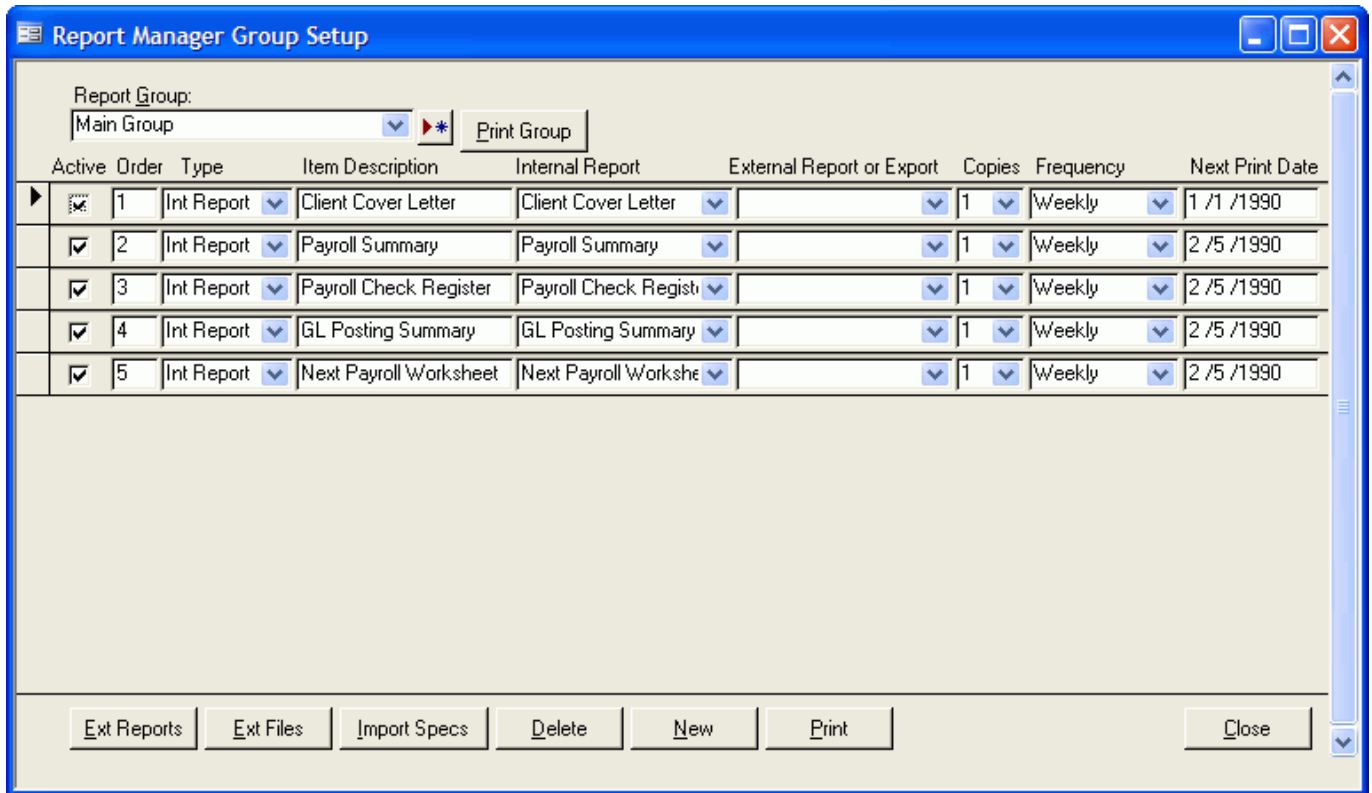 Report Manager Group Setup
Report Group:
Main Group Print Group
Active Order Type Item Description Internal Report External Report or Export Copies Frequency Next Print Date
1 Int Report Client Cover Letter Client Cover Letter 1 Weekly 1 /1 /1990
2 Int Report Payroll Summary Payroll Summary 1 Weekly 2 /5 /1990
3 Int Report Payroll Check Register Payroll Check Regist 1 Weekly 2 /5 /1990
4 Int Report GL Posting Summary GL Posting Summary 1 Weekly 2 /5 /1990
5 Int Report Next Payroll Worksheet Next Payroll Workshe 1 Weekly 2 /5 /1990
Ext Reports Ext Files Import Specs Delete New Print Close